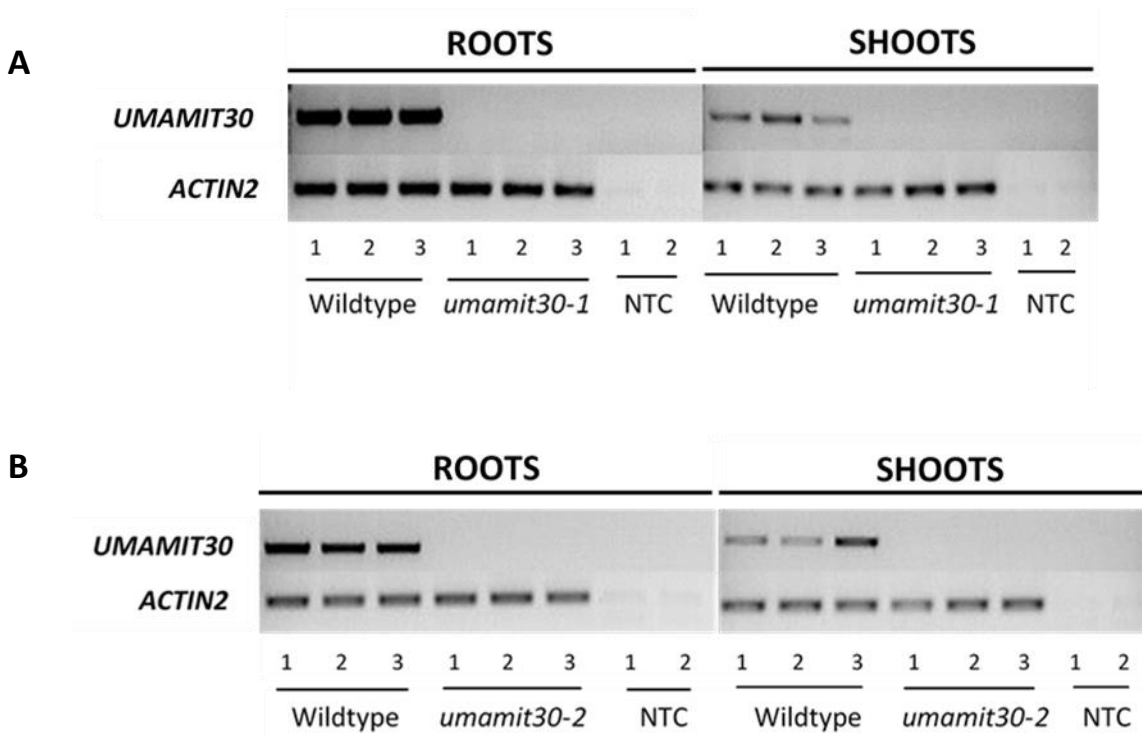 A
ROOTS SHOOTS
UMAMIT30
ACTIN2
1 2 3 1 2 3 1 2 1 2 3 1 2 3 1 2
Wildtype umamit30-1 NTC Wildtype umamit30-1 NTC
B
ROOTS SHOOTS
UMAMIT30
ACTIN2
1 2 3 1 2 3 1 2 1 2 3 1 2 3 1 2
Wildtype umamit30-2 NTC Wildtype umamit30-2 NTC